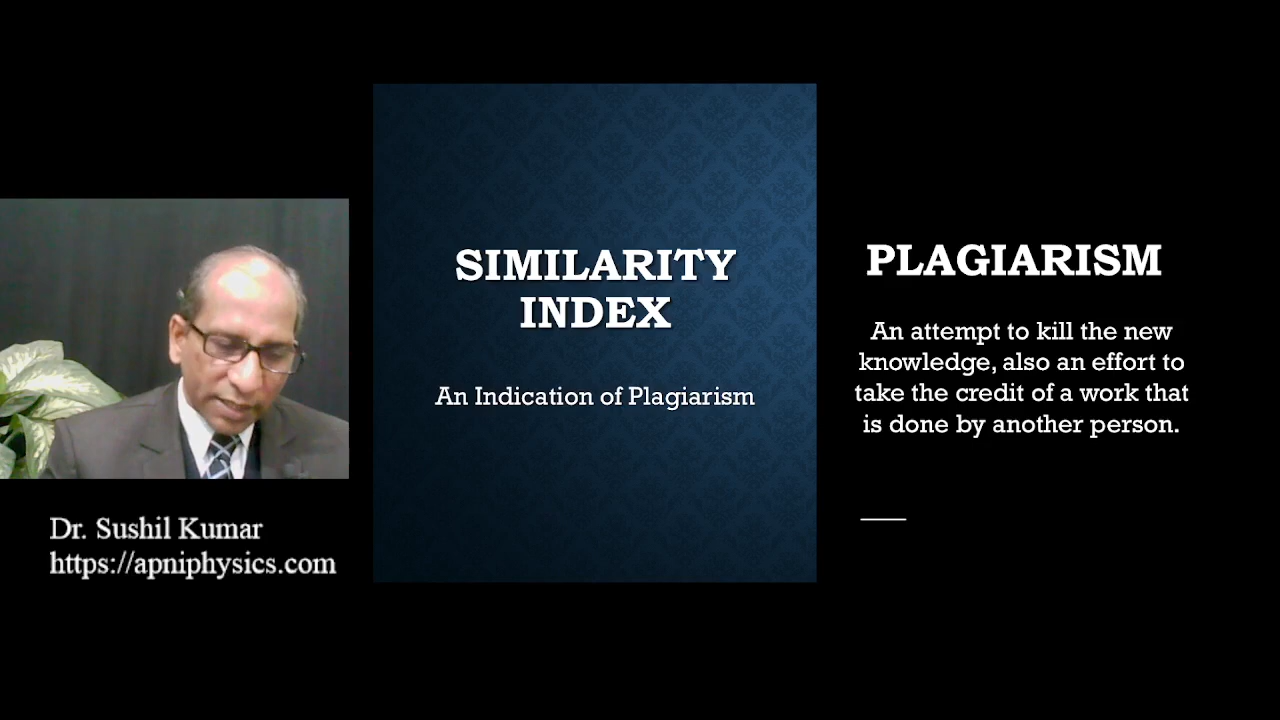 SIMILARITY
INDEX
An Indication of Plagiarism
PLAGIARISM
An attempt to kill the new
knowledge, also an effort to
take the credit of a work that
is done by another person.
Dr. Sushil Kumar
https://apniphysics.com